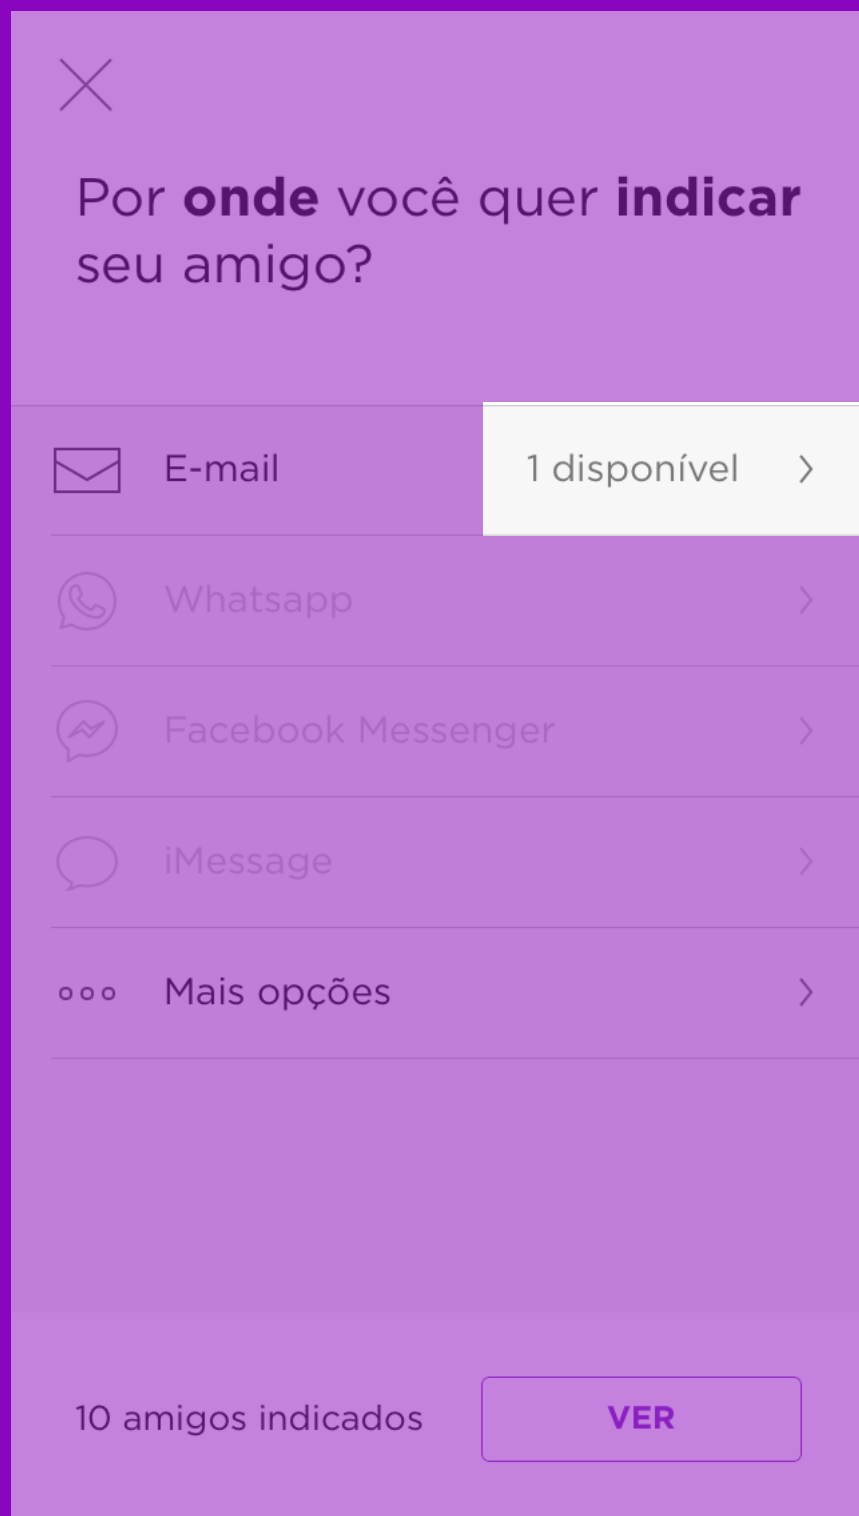 Por onde você quer indicar
seu amigo?
E-mail 1 disponível
Whatsapp
Facebook Messenger
iMessage
Mais opções
10 amigos indicados VER